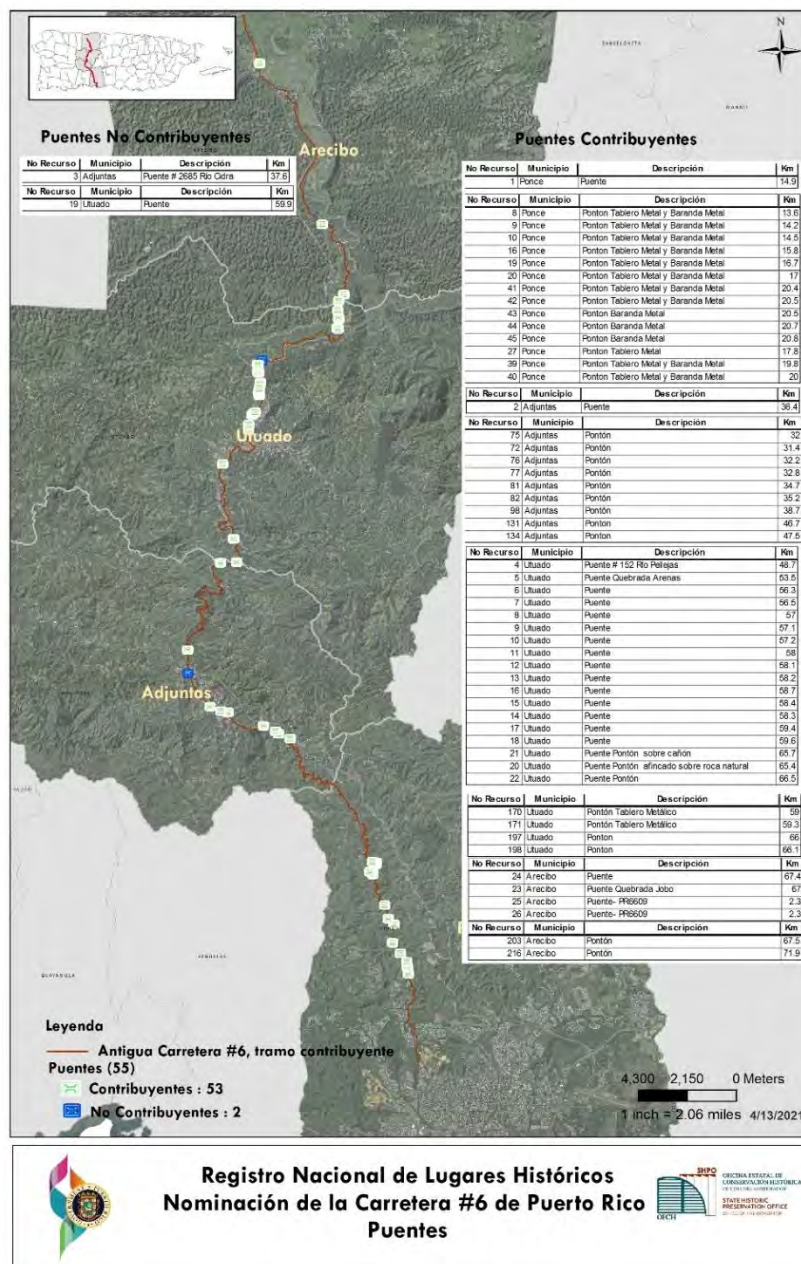 N
BARCELONETA
MANATI
Puentes No Contribuyentes
No Recurso Municipio Descripción Km
3 Adjuntas Puente # 2685 Rio Cidra 37.6
No Recurso Municipio Descripción Km
19 Utuado Puente 59.9
Arecibo
Utuado
Adjuntas
Puentes Contribuyentes
No Recurso Municipio Descripción Km
1 Ponce Puente 14.9
No Recurso Municipio Descripción Km
8 Ponce Ponton Tablero Metal y Baranda Metal 13.6
9 Ponce Ponton Tablero Metal y Baranda Metal 14.2
10 Ponce Ponton Tablero Metal y Baranda Metal 14.5
16 Ponce Ponton Tablero Metal y Baranda Metal 15.8
19 Ponce Ponton Tablero Metal y Baranda Metal 16.7
20 Ponce Ponton Tablero Metal y Baranda Metal 17
41 Ponce Ponton Tablero Metal y Baranda Metal 20.4
42 Ponce Ponton Tablero Metal y Baranda Metal 20.5
43 Ponce Ponton Baranda Metal 20.5
44 Ponce Ponton Baranda Metal 20.7
45 Ponce Ponton Baranda Metal 20.8
27 Ponce Ponton Tablero Metal 17.8
39 Ponce Ponton Tablero Metal y Baranda Metal 19.8
40 Ponce Ponton Tablero Metal y Baranda Metal 20
No Recurso Municipio Descripción Km
2 Adjuntas Puente 36.4
No Recurso Municipio Descripción Km
75 Adjuntas Pontón 32
72 Adjuntas Pontón 31.4
76 Adjuntas Pontón 32.2
77 Adjuntas Pontón 32.8
81 Adjuntas Pontón 34.7
82 Adjuntas Pontón 35.2
98 Adjuntas Pontón 38.7
131 Adjuntas Ponton 46.7
134 Adjuntas Ponton 47.5
No Recurso Municipio Descripción Km
4 Utuado Puente # 152 Rio Pellejas 48.7
5 Utuado Puente Quebrada Arenas 53.5
6 Utuado Puente 56.3
7 Utuado Puente 56.5
8 Utuado Puente 57
9 Utuado Puente 57.1
10 Utuado Puente 57.2
11 Utuado Puente 58
12 Utuado Puente 58.1
13 Utuado Puente 58.2
16 Utuado Puente 58.7
15 Utuado Puente 58.4
14 Utuado Puente 58.3
17 Utuado Puente 59.4
18 Utuado Puente 59.6
21 Utuado Puente Pontón sobre cañón 65.7
20 Utuado Puente Pontón afincado sobre roca natural 65.4
22 Utuado Puente Pontón 66.5
No Recurso Municipio Descripción Km
170 Utuado Pontón Tablero Metálico 59
171 Utuado Pontón Tablero Metálico 59.3
197 Utuado Ponton 66
198 Utuado Ponton 66.1
No Recurso Municipio Descripción Km
24 Arecibo Puente 67.4
23 Arecibo Puente Quebrada Jobo 67
25 Arecibo Puente- PR6609 2.3
26 Arecibo Puente- PR6609 2.3
No Recurso Municipio Descripción Km
203 Arecibo Pontón 67.5
216 Arecibo Pontón 71.9
GUAYANILLA
PEÑUELAS
Leyenda
Antigua Carretera #6, tramo contribuyente
Puentes (55)
Contribuyentes : 53
No Contribuyentes : 2
4,300 2,150 0 Meters
1 inch = 2.06 miles 4/13/2021
Registro Nacional de Lugares Históricos
Nominación de la Carretera #6 de Puerto Rico
Puentes
SHPO
OECH
OFICINA ESTATAL DE
CONSERVACIÓN HISTÓRICA
OFICINA DEL GOBERNADOR
STATE HISTORIC
PRESERVATION OFFICE
OFFICE OF THE GOVERNOR